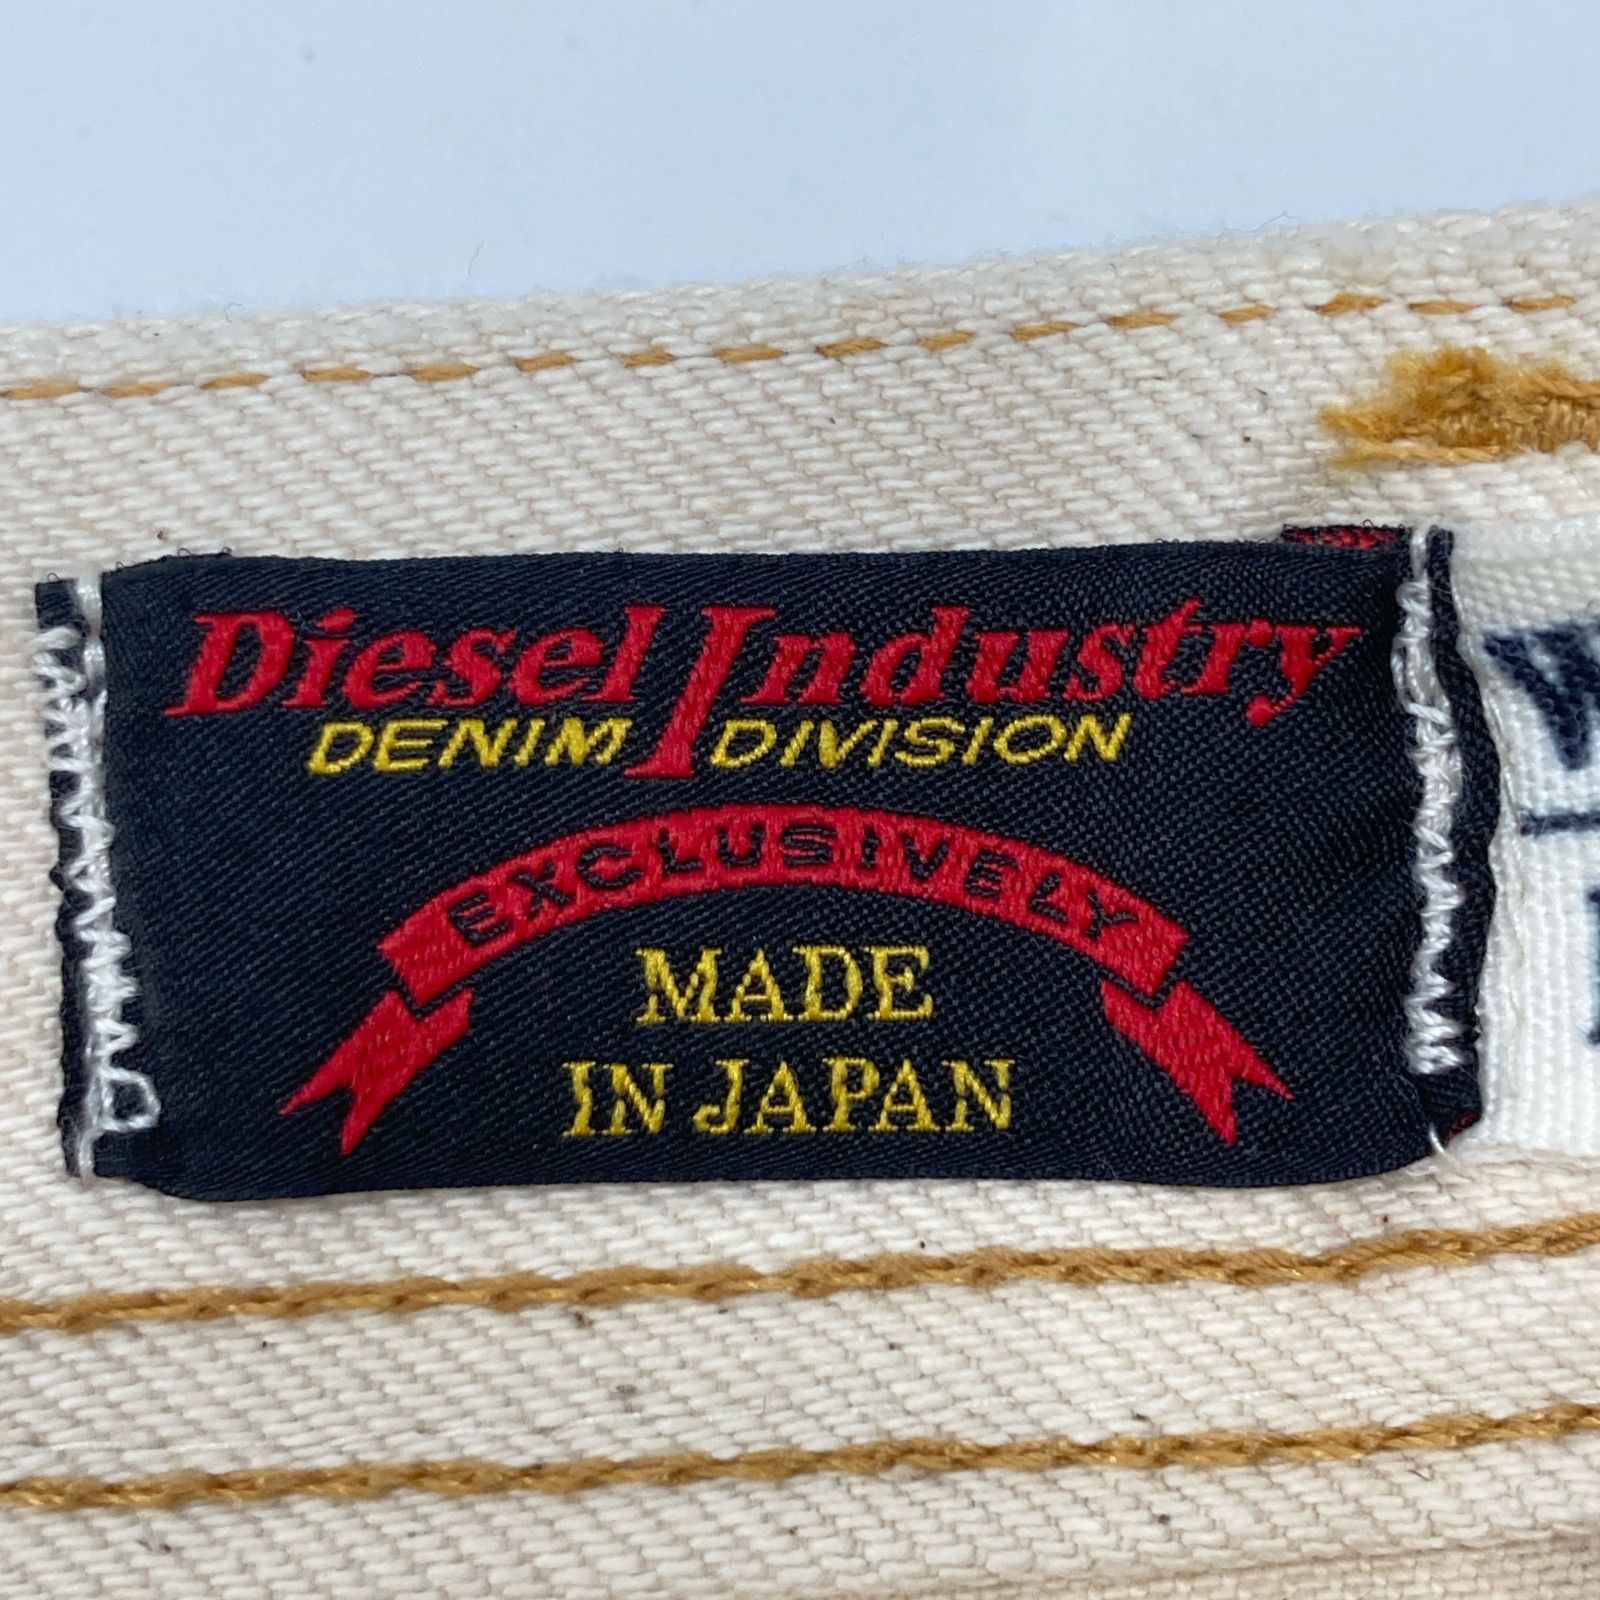 Diesel Industry
DENIM DIVISION
EXCLUSIVELY
MADE
IN JAPAN